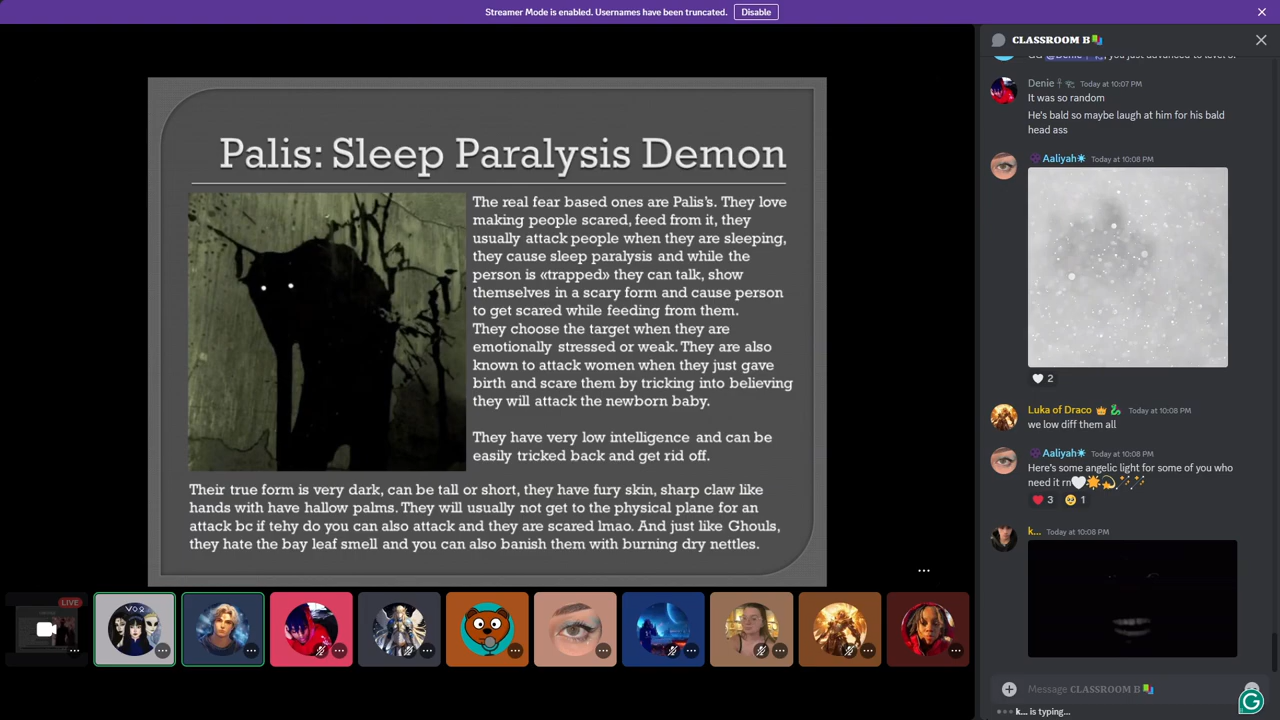 Streamer Mode is enabled. Usernames have been truncated.
Disable
Palis: Sleep Paralysis Demon
The real fear based ones are Palis's. They love
making people scared, feed from it, they
usually attack people when they are sleeping,
they cause sleep paralysis and while the
person is «trapped» they can talk, show
themselves in a scary form and cause person
to get scared while feeding from them.
They choose the target when they are
emotionally stressed or weak. They are also
known to attack women when they just gave
birth and scare them by tricking into believing
they will attack the newborn baby.
They have very low intelligence and can be
easily tricked back and get rid off.
Their true form is very dark, can be tall or short, they have fury skin, sharp claw like
hands with have hallow palms. They will usually not get to the physical plane for an
attack bc if tehy do you can also attack and they are scared lmao. And just like Ghouls,
they hate the bay leaf smell and you can also banish them with burning dry nettles.
LIVE
VOX
CLASSROOM B
you just advanced to level
Denie Today at 10:07 PM
It was so random
He's bald so maybe laugh at him for his bald
head ass
Aaliyah Today at 10:08 PM
2
Luka of Draco Today at 10:08 PM
we low diff them all
Aaliyah Today at 10:08 PM
Here's some angelic light for some of you who
need it rn
3
1
k... Today at 10:08 PM
Message CLASSROOM B
k... is typing...